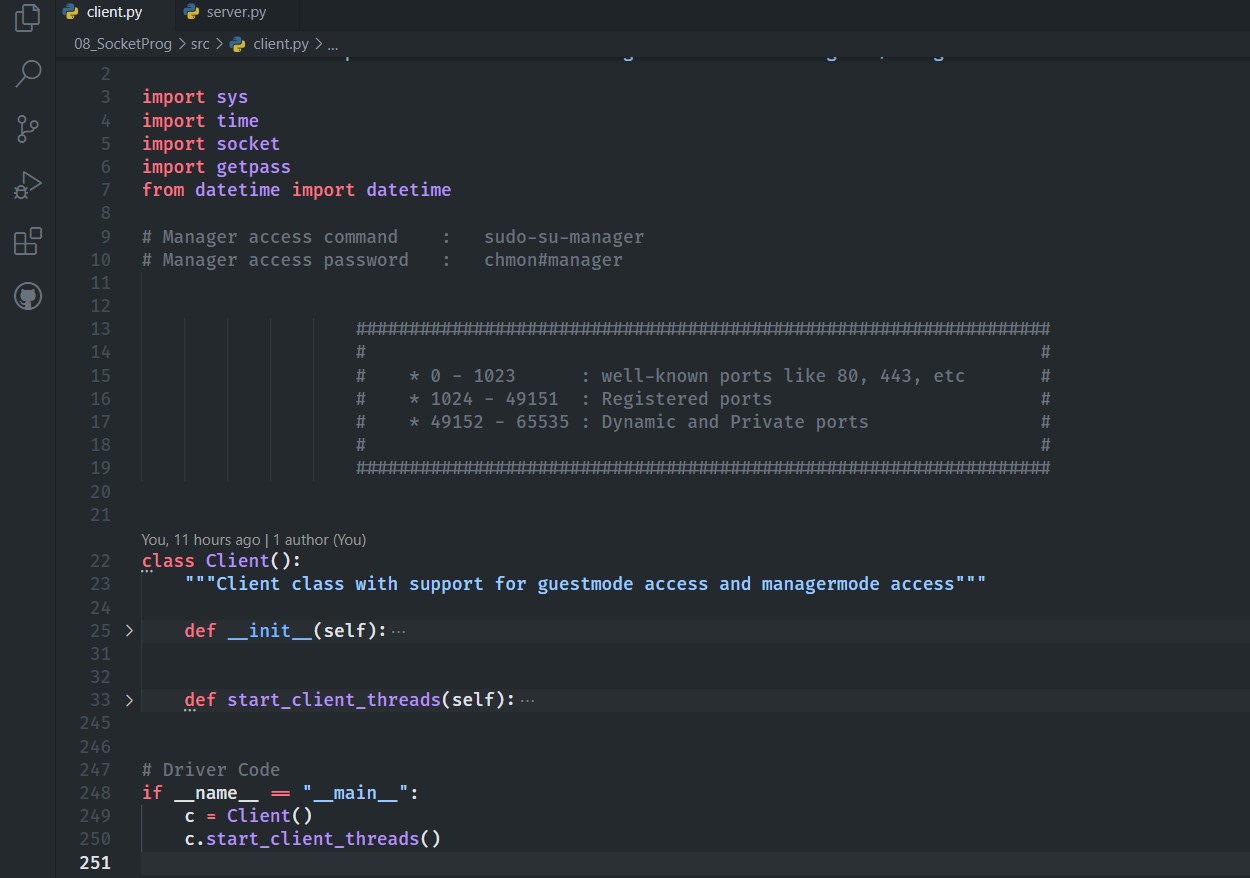 client.py
server.py
08_SocketProg > src > client.py > ...
2
3 import sys
4 import time
5 import socket
6 import getpass
7 from datetime import datetime
8
9 # Manager access command    :   sudo-su-manager
10 # Manager access password   :   chmon#manager
11
12
13 #################################################################
14 # #
15 #    * 0 - 1023      : well-known ports like 80, 443, etc       #
16 #    * 1024 - 49151  : Registered ports                         #
17 #    * 49152 - 65535 : Dynamic and Private ports                #
18 # #
19 #################################################################
20
21
You, 11 hours ago | 1 author (You)
22 class Client():
23     """Client class with support for guestmode access and managermode access"""
24
25 >     def __init__(self):···
31
32
33 >     def start_client_threads(self):···
245
246
247 # Driver Code
248 if __name__ == "__main__":
249     c = Client()
250     c.start_client_threads()
251